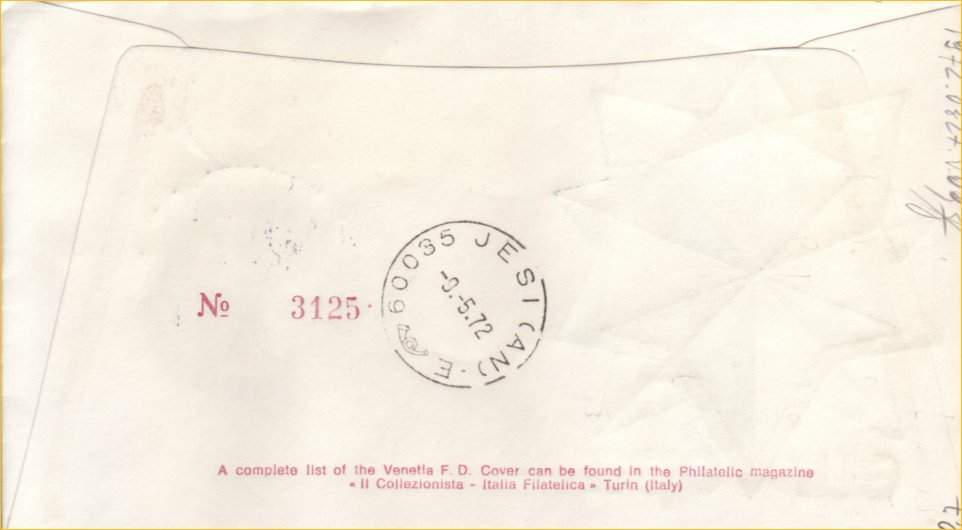 60035 JESI (AN) · E
-9.-5.72
№ 3125·
A complete list of the Venetia F. D. Cover can be found in the Philatelic magazine
« Il Collezionista - Italia Filatelica » Turin (Italy)